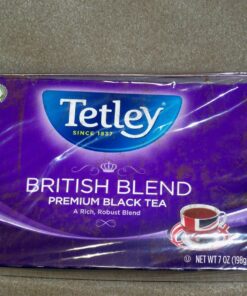 Tetley
SINCE 1837
BRITISH BLEND
PREMIUM BLACK TEA
A Rich, Robust Blend
NET WT 7 OZ (198g)